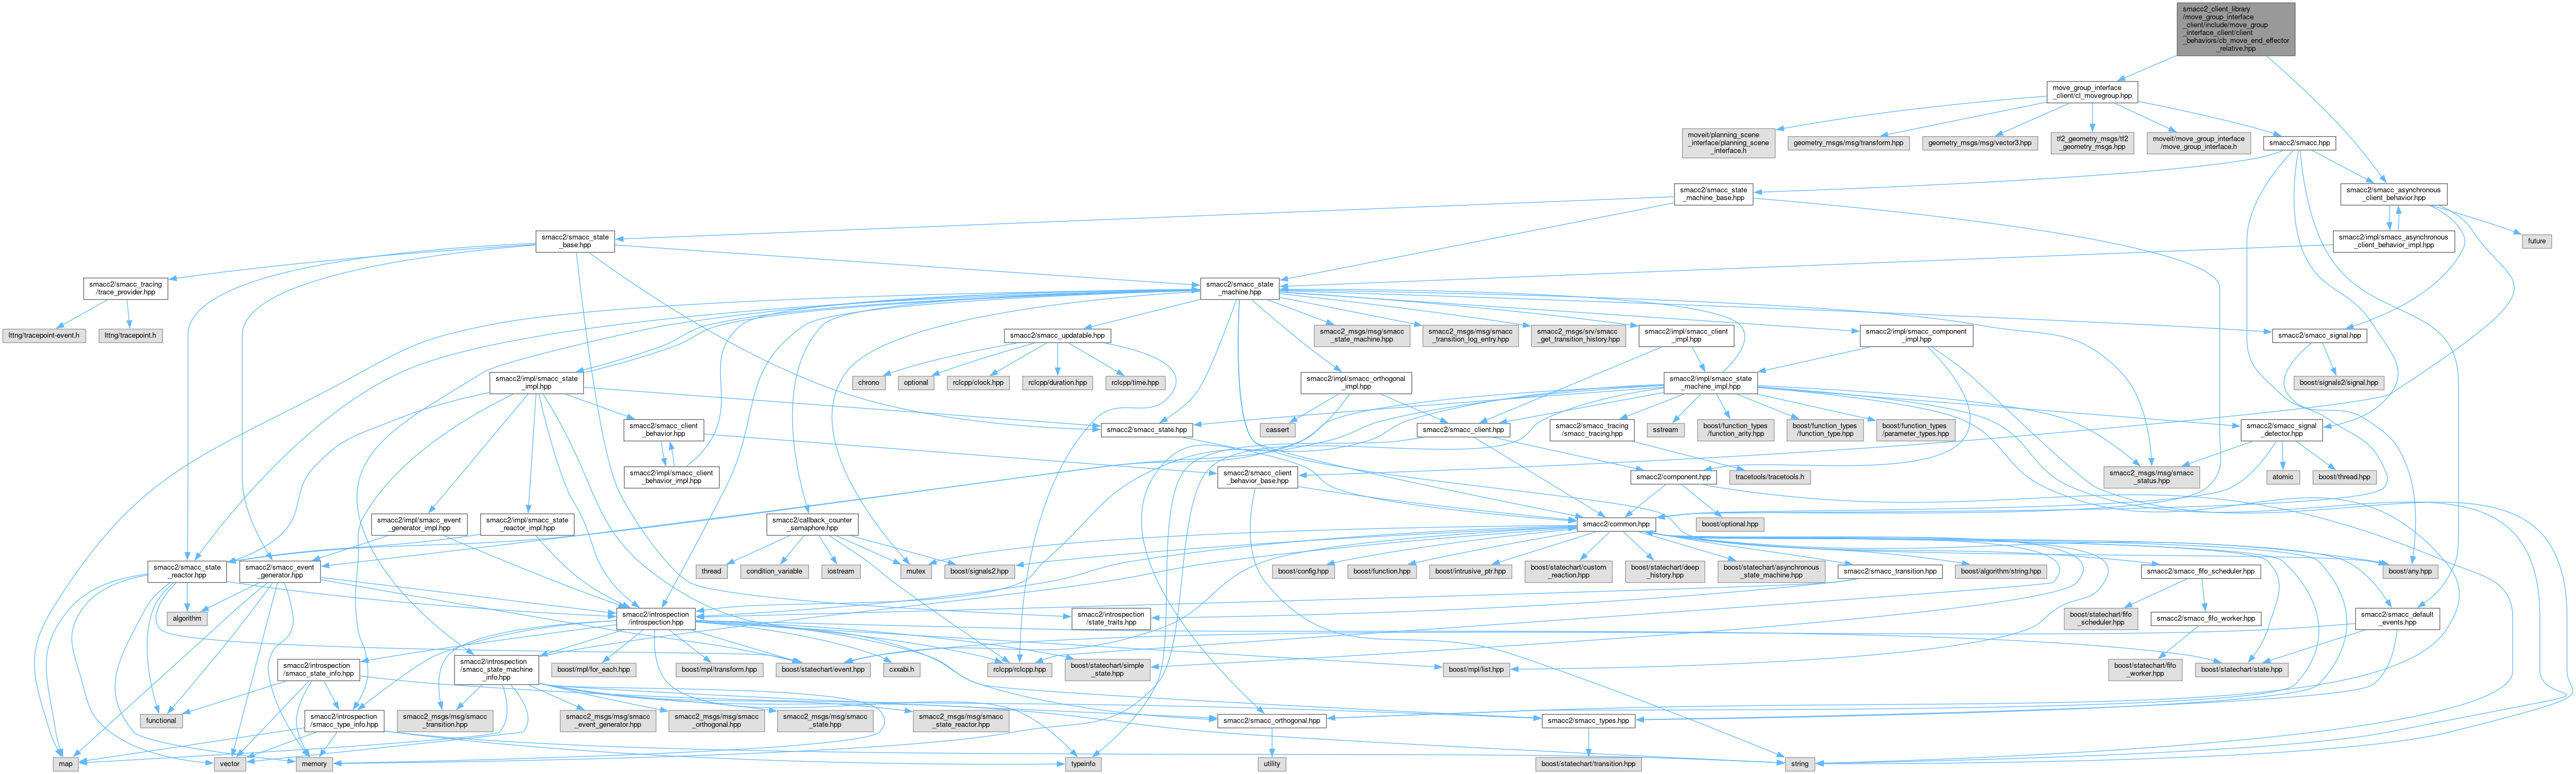 smacc2_client_library
/move_group_interface
_client/include/move_group
_interface_client/client
_behaviors/cb_move_end_effector
_relative.hpp
move_group_interface
_client/cl_movegroup.hpp
moveit/planning_scene
_interface/planning_scene
_interface.h
geometry_msgs/msg/transform.hpp
geometry_msgs/msg/vector3.hpp
tf2_geometry_msgs/tf2
_geometry_msgs.hpp
moveit/move_group_interface
/move_group_interface.h
smacc2/smacc.hpp
smacc2/smacc_state
_machine_base.hpp
smacc2/smacc_asynchronous
_client_behavior.hpp
smacc2/smacc_state
_base.hpp
smacc2/impl/smacc_asynchronous
_client_behavior_impl.hpp
future
smacc2/smacc_tracing
/trace_provider.hpp
smacc2/smacc_state
_machine.hpp
lttng/tracepoint-event.h
lttng/tracepoint.h
smacc2/smacc_updatable.hpp
smacc2_msgs/msg/smacc
_state_machine.hpp
smacc2_msgs/msg/smacc
_transition_log_entry.hpp
smacc2_msgs/srv/smacc
_get_transition_history.hpp
smacc2/impl/smacc_client
_impl.hpp
smacc2/impl/smacc_component
_impl.hpp
smacc2/smacc_signal.hpp
smacc2/impl/smacc_state
_impl.hpp
chrono
optional
rclcpp/clock.hpp
rclcpp/duration.hpp
rclcpp/time.hpp
smacc2/impl/smacc_orthogonal
_impl.hpp
smacc2/impl/smacc_state
_machine_impl.hpp
boost/signals2/signal.hpp
smacc2/smacc_client
_behavior.hpp
smacc2/smacc_state.hpp
cassert
smacc2/smacc_client.hpp
smacc2/smacc_tracing
/smacc_tracing.hpp
sstream
boost/function_types
/function_arity.hpp
boost/function_types
/function_type.hpp
boost/function_types
/parameter_types.hpp
smacc2/smacc_signal
_detector.hpp
smacc2/impl/smacc_client
_behavior_impl.hpp
smacc2/smacc_client
_behavior_base.hpp
smacc2/component.hpp
tracetools/tracetools.h
smacc2_msgs/msg/smacc
_status.hpp
atomic
boost/thread.hpp
smacc2/impl/smacc_event
_generator_impl.hpp
smacc2/impl/smacc_state
_reactor_impl.hpp
smacc2/callback_counter
_semaphore.hpp
smacc2/common.hpp
boost/optional.hpp
smacc2/smacc_state
_reactor.hpp
smacc2/smacc_event
_generator.hpp
thread
condition_variable
iostream
mutex
boost/signals2.hpp
boost/config.hpp
boost/function.hpp
boost/intrusive_ptr.hpp
boost/statechart/custom
_reaction.hpp
boost/statechart/deep
_history.hpp
boost/statechart/asynchronous
_state_machine.hpp
smacc2/smacc_transition.hpp
boost/algorithm/string.hpp
smacc2/smacc_fifo_scheduler.hpp
boost/any.hpp
algorithm
smacc2/introspection
/introspection.hpp
smacc2/introspection
/state_traits.hpp
boost/statechart/fifo
_scheduler.hpp
smacc2/smacc_fifo_worker.hpp
smacc2/smacc_default
_events.hpp
smacc2/introspection
/smacc_state_info.hpp
smacc2/introspection
/smacc_state_machine
_info.hpp
boost/mpl/for_each.hpp
boost/mpl/transform.hpp
boost/statechart/event.hpp
cxxabi.h
rclcpp/rclcpp.hpp
boost/statechart/simple
_state.hpp
boost/mpl/list.hpp
boost/statechart/fifo
_worker.hpp
boost/statechart/state.hpp
functional
smacc2/introspection
/smacc_type_info.hpp
smacc2_msgs/msg/smacc
_transition.hpp
smacc2_msgs/msg/smacc
_event_generator.hpp
smacc2_msgs/msg/smacc
_orthogonal.hpp
smacc2_msgs/msg/smacc
_state.hpp
smacc2_msgs/msg/smacc
_state_reactor.hpp
smacc2/smacc_orthogonal.hpp
smacc2/smacc_types.hpp
map
vector
memory
typeinfo
utility
boost/statechart/transition.hpp
string